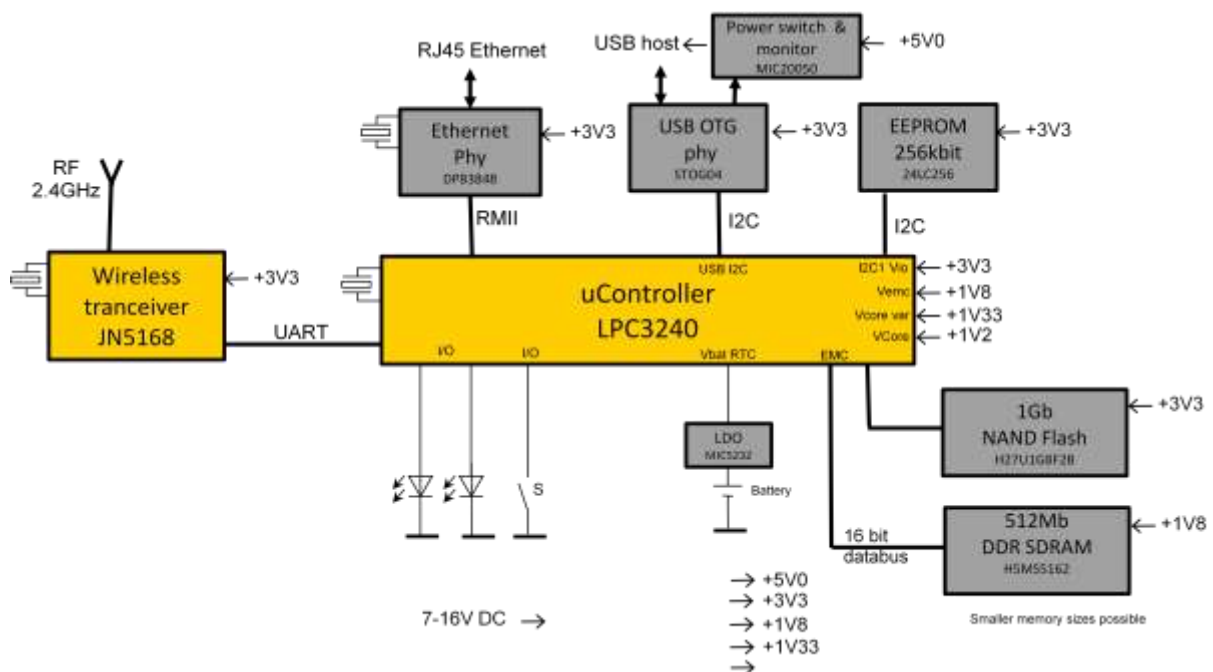 Power switch &
monitor
MIC20050
+5V0
USB host
RJ45 Ethernet
Ethernet
Phy
DP83848
+3V3
USB OTG
phy
STOG04
+3V3
EEPROM
256kbit
24LC256
+3V3
RF
2.4GHz
RMII
I2C
I2C
Wireless
tranceiver
JN5168
+3V3
UART
uController
LPC3240
USB I2C
I2C1 Vio
+3V3
Vemc
+1V8
Vcore var
+1V33
VCore
+1V2
I/O
I/O
Vbat RTC
EMC
1Gb
NAND Flash
H27U1G8F2B
+3V3
LDO
MIC5232
S
Battery
512Mb
DDR SDRAM
H5MS5162
+1V8
16 bit
databus
Smaller memory sizes possible
7-16V DC
+5V0
+3V3
+1V8
+1V33